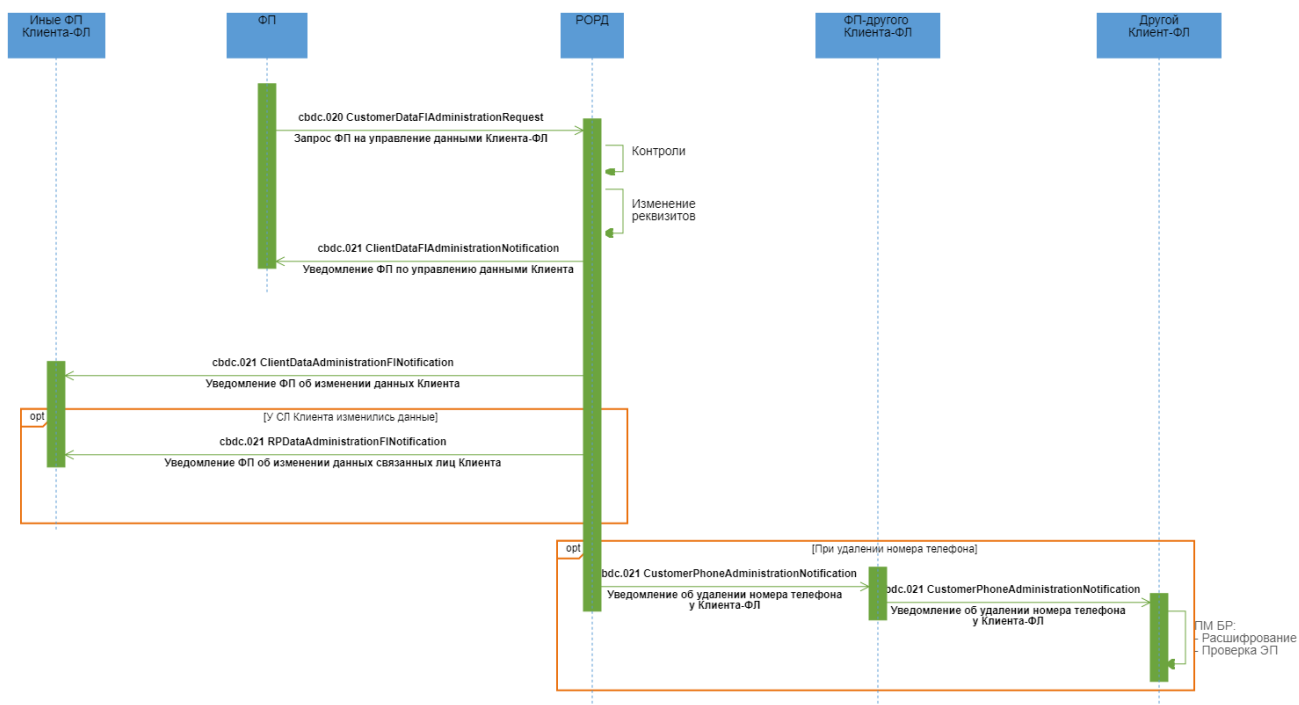 Иные ФП
Клиента-ФЛ
ФП
РОРД
ФП-другого
Клиента-ФЛ
Другой
Клиент-ФЛ
cbdc.020 CustomerDataFIAdministrationRequest
Запрос ФП на управление данными Клиента-ФЛ
Контроли
Изменение
реквизитов
cbdc.021 ClientDataFIAdministrationNotification
Уведомление ФП по управлению данными Клиента
cbdc.021 ClientDataAdministrationFINotification
Уведомление ФП об изменении данных Клиента
opt
[У СЛ Клиента изменились данные]
cbdc.021 RPDataAdministrationFINotification
Уведомление ФП об изменении данных связанных лиц Клиента
opt
[При удалении номера телефона]
bdc.021 CustomerPhoneAdministrationNotification
Уведомление об удалении номера телефона
у Клиента-ФЛ
bdc.021 CustomerPhoneAdministrationNotification
Уведомление об удалении номера телефона
у Клиента-ФЛ
ПМ БР:
- Расшифрование
- Проверка ЭП